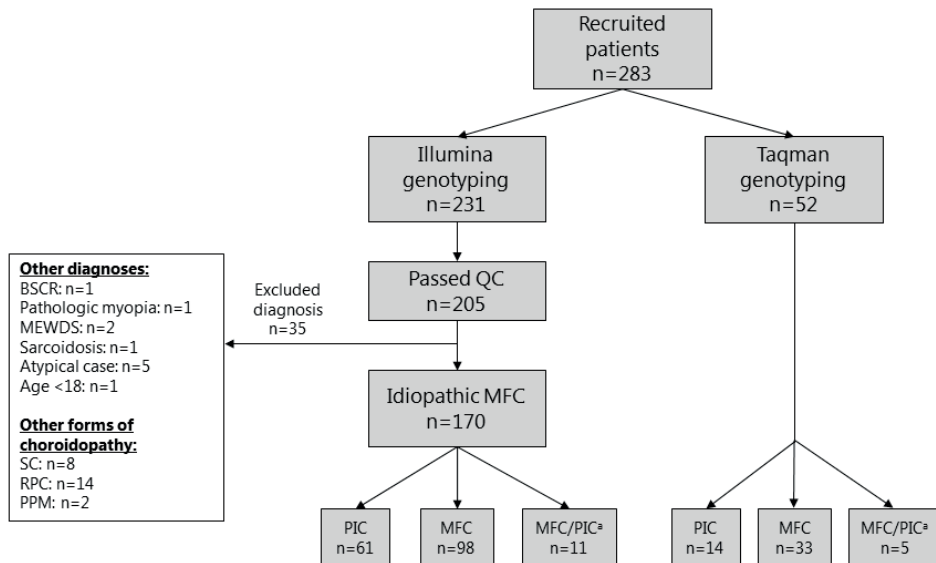 Recruited
patients
n=283
Illumina
genotyping
n=231
Taqman
genotyping
n=52
Passed QC
n=205
Excluded
diagnosis
n=35
Other diagnoses:
BSCR: n=1
Pathologic myopia: n=1
MEWDS: n=2
Sarcoidosis: n=1
Atypical case: n=5
Age <18: n=1
Other forms of
choroidopathy:
SC: n=8
RPC: n=14
PPM: n=2
Idiopathic MFC
n=170
PIC
n=61
MFC
n=98
MFC/PICᵃ
n=11
PIC
n=14
MFC
n=33
MFC/PICᵃ
n=5